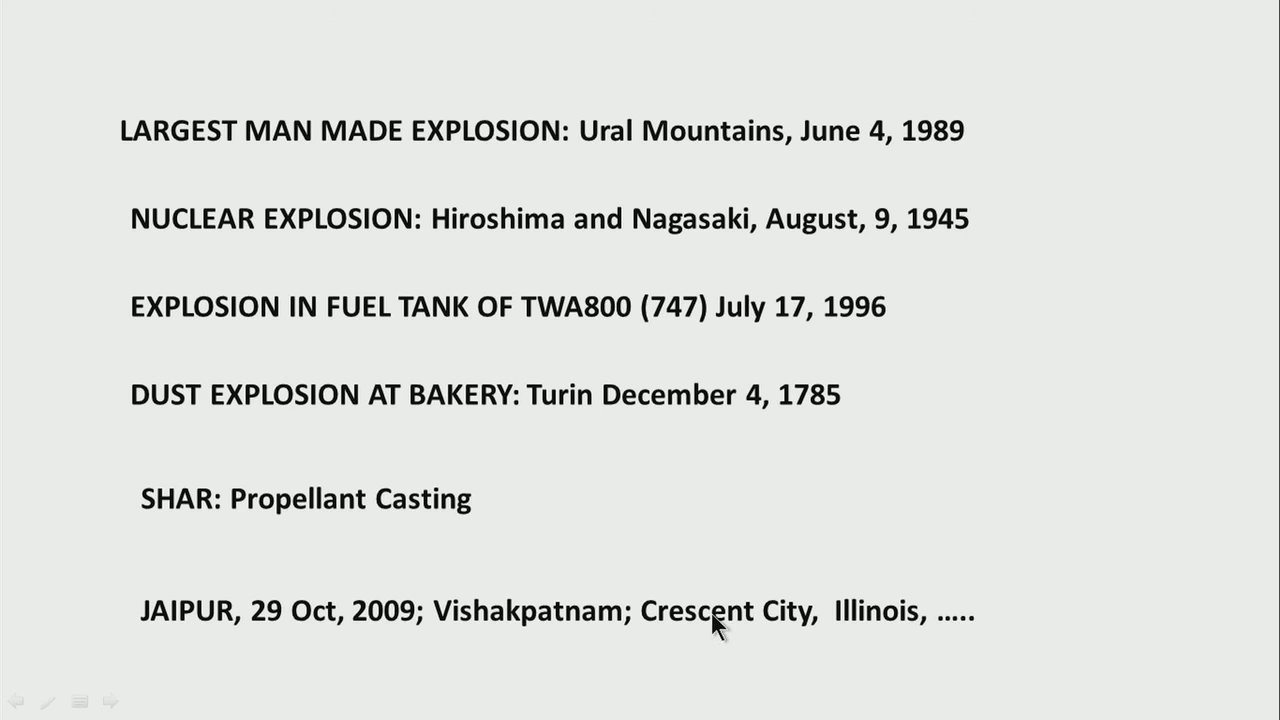 LARGEST MAN MADE EXPLOSION: Ural Mountains, June 4, 1989
NUCLEAR EXPLOSION: Hiroshima and Nagasaki, August, 9, 1945
EXPLOSION IN FUEL TANK OF TWA800 (747) July 17, 1996
DUST EXPLOSION AT BAKERY: Turin December 4, 1785
SHAR: Propellant Casting
JAIPUR, 29 Oct, 2009; Vishakpatnam; Crescent City,  Illinois, …..